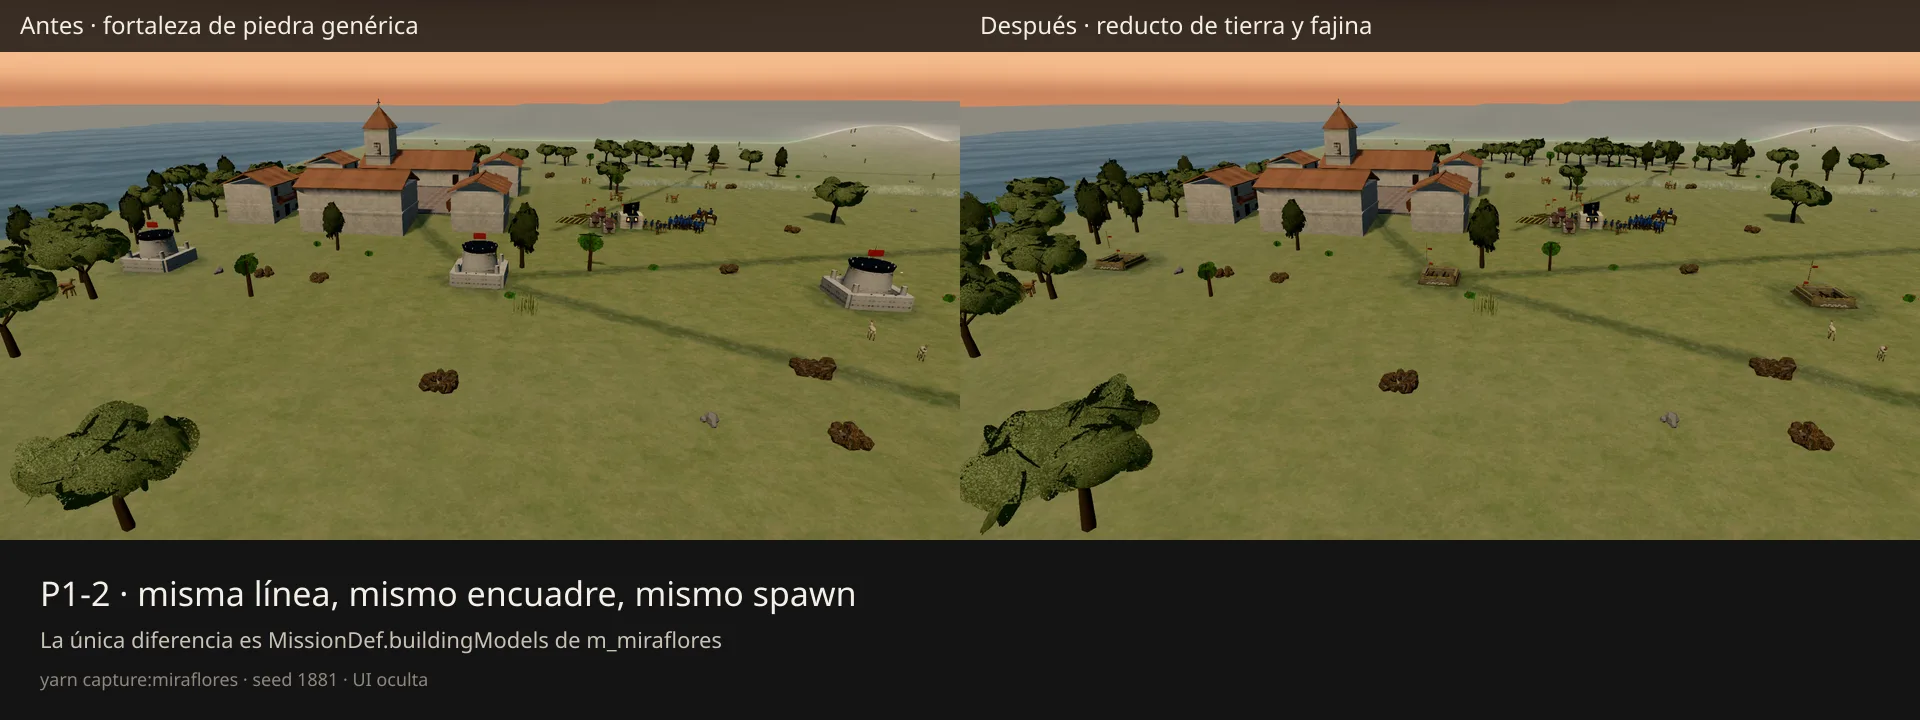 Antes · fortaleza de piedra genérica
Después · reducto de tierra y fajina
P1-2 · misma línea, mismo encuadre, mismo spawn
La única diferencia es MissionDef.buildingModels de m_miraflores
yarn capture:miraflores · seed 1881 · UI oculta